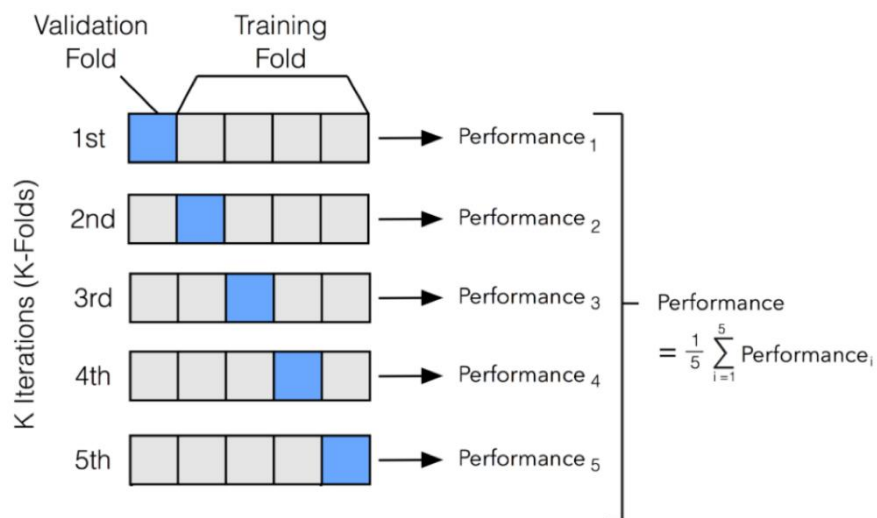 Validation
Fold
Training
Fold
K Iterations (K-Folds)
1st
Performance 1
2nd
Performance 2
3rd
Performance 3
4th
Performance 4
5th
Performance 5
Performance
= 1/5 5∑i=1 Performancei